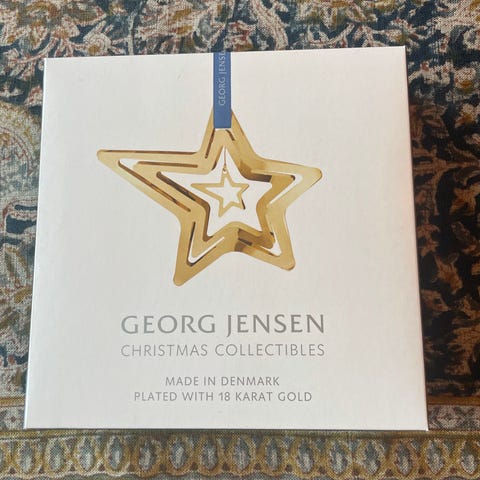 GEORG JENSEN
GEORG JENSEN
CHRISTMAS COLLECTIBLES
MADE IN DENMARK
PLATED WITH 18 KARAT GOLD